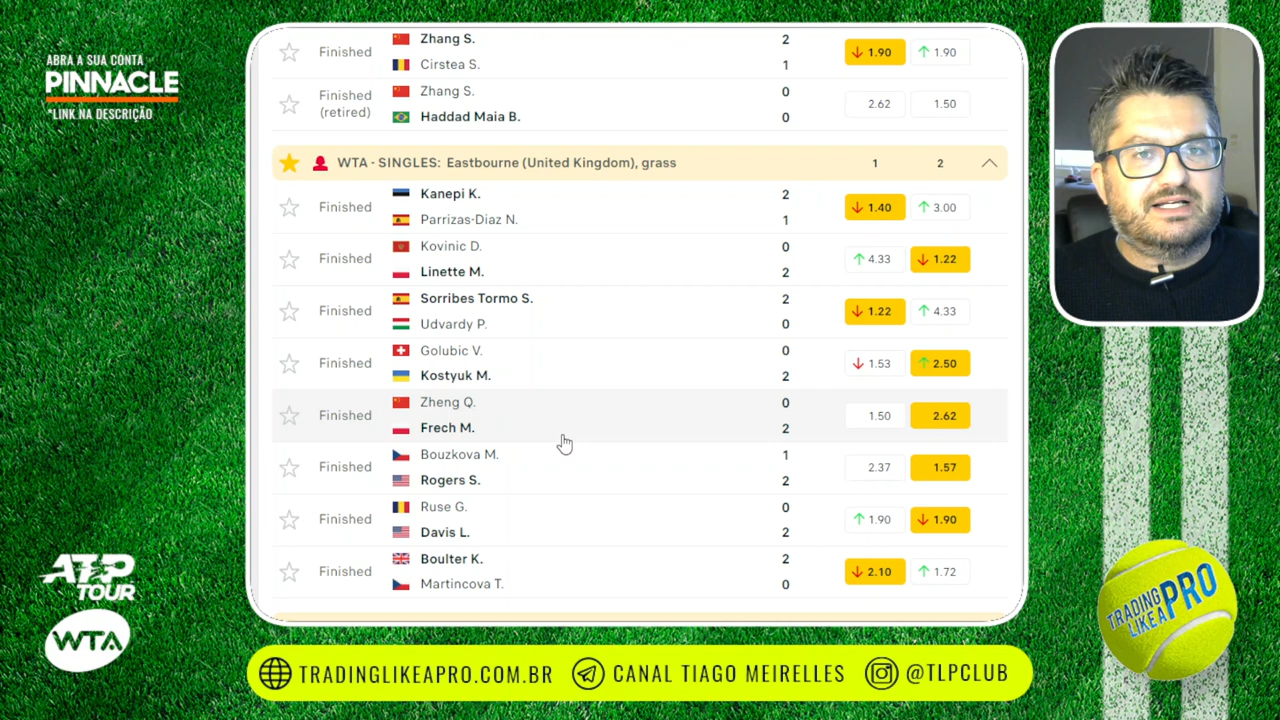 ABRA A SUA CONTA
PINNACLE
*LINK NA DESCRIÇÃO
Finished
Zhang S. 2
Cirstea S. 1
1.90 1.90
Finished
(retired)
Zhang S. 0
Haddad Maia B. 0
2.62 1.50
WTA - SINGLES: Eastbourne (United Kingdom), grass 1 2
Finished
Kanepi K. 2
Parrizas-Diaz N. 1
1.40 3.00
Finished
Kovinic D. 0
Linette M. 2
4.33 1.22
Finished
Sorribes Tormo S. 2
Udvardy P. 0
1.22 4.33
Finished
Golubic V. 0
Kostyuk M. 2
1.53 2.50
Finished
Zheng Q. 0
Frech M. 2
1.50 2.62
Finished
Bouzkova M. 1
Rogers S. 2
2.37 1.57
Finished
Ruse G. 0
Davis L. 2
1.90 1.90
Finished
Boulter K. 2
Martincova T. 0
2.10 1.72
ATP
TOUR
WTA
TRADING
LIKE A
PRO
TRADINGLIKEAPRO.COM.BR CANAL TIAGO MEIRELLES @TLPCLUB